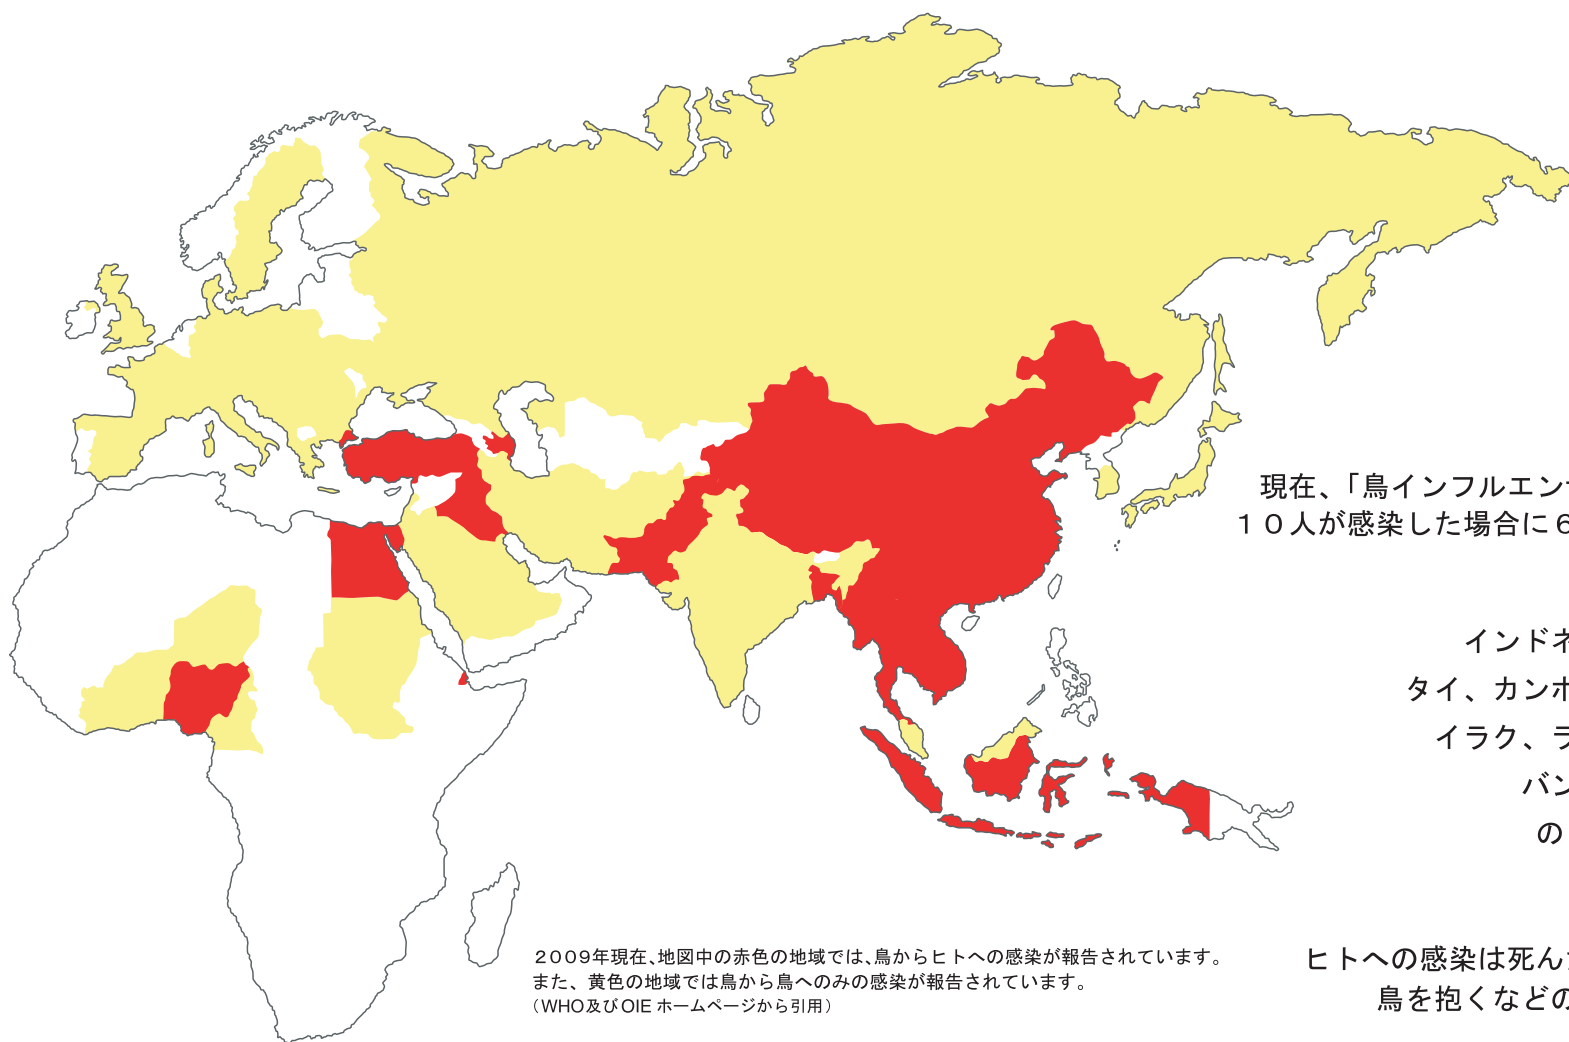 現在、「鳥インフルエン
１０人が感染した場合に６
インドネ
タイ、カンボ
イラク、ラ
バン
の
ヒトへの感染は死ん
鳥を抱くなどの
２００９年現在、地図中の赤色の地域では、鳥からヒトへの感染が報告されています。
また、黄色の地域では鳥から鳥へのみの感染が報告されています。
（WHO及びOIE ホームページから引用）